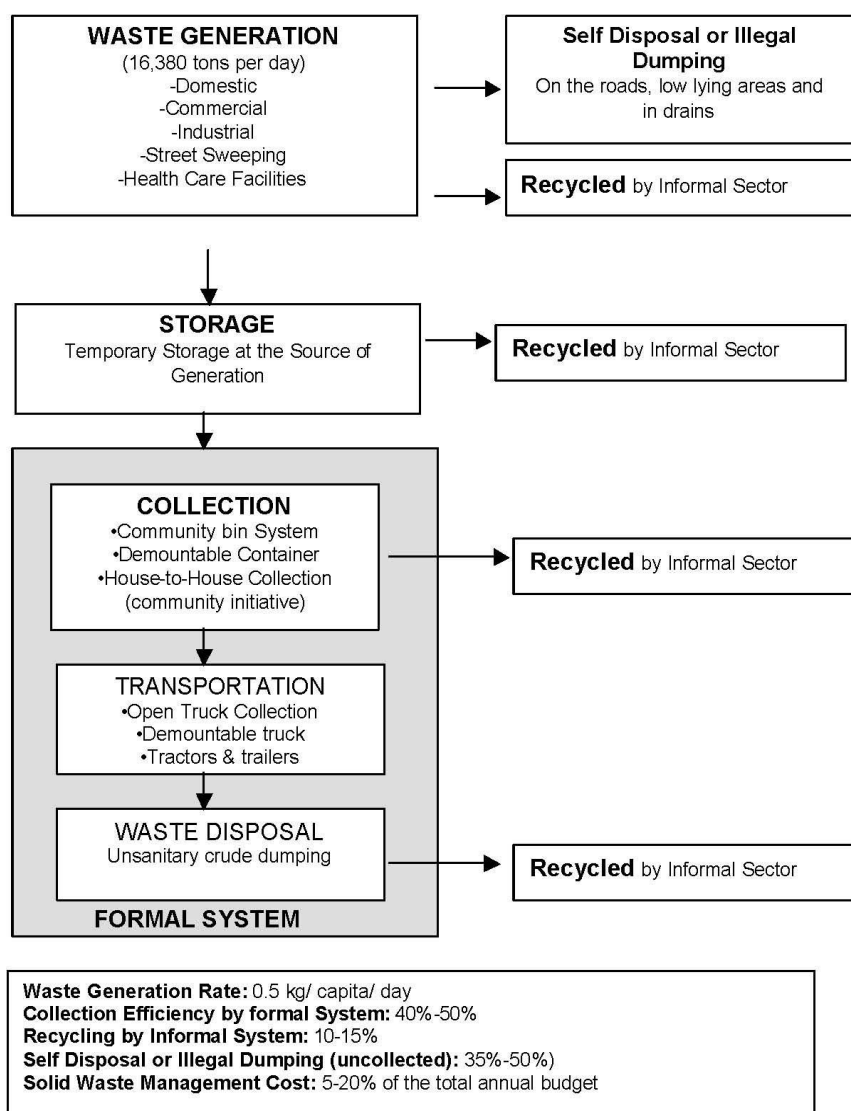 WASTE GENERATION
(16,380 tons per day)
-Domestic
-Commercial
-Industrial
-Street Sweeping
-Health Care Facilities
Self Disposal or Illegal
Dumping
On the roads, low lying areas and
in drains
Recycled by Informal Sector
STORAGE
Temporary Storage at the Source of
Generation
Recycled by Informal Sector
COLLECTION
•Community bin System
•Demountable Container
•House-to-House Collection
(community initiative)
Recycled by Informal Sector
TRANSPORTATION
•Open Truck Collection
•Demountable truck
•Tractors & trailers
WASTE DISPOSAL
Unsanitary crude dumping
Recycled by Informal Sector
FORMAL SYSTEM
Waste Generation Rate: 0.5 kg/ capita/ day
Collection Efficiency by formal System: 40%-50%
Recycling by Informal System: 10-15%
Self Disposal or Illegal Dumping (uncollected): 35%-50%)
Solid Waste Management Cost: 5-20% of the total annual budget